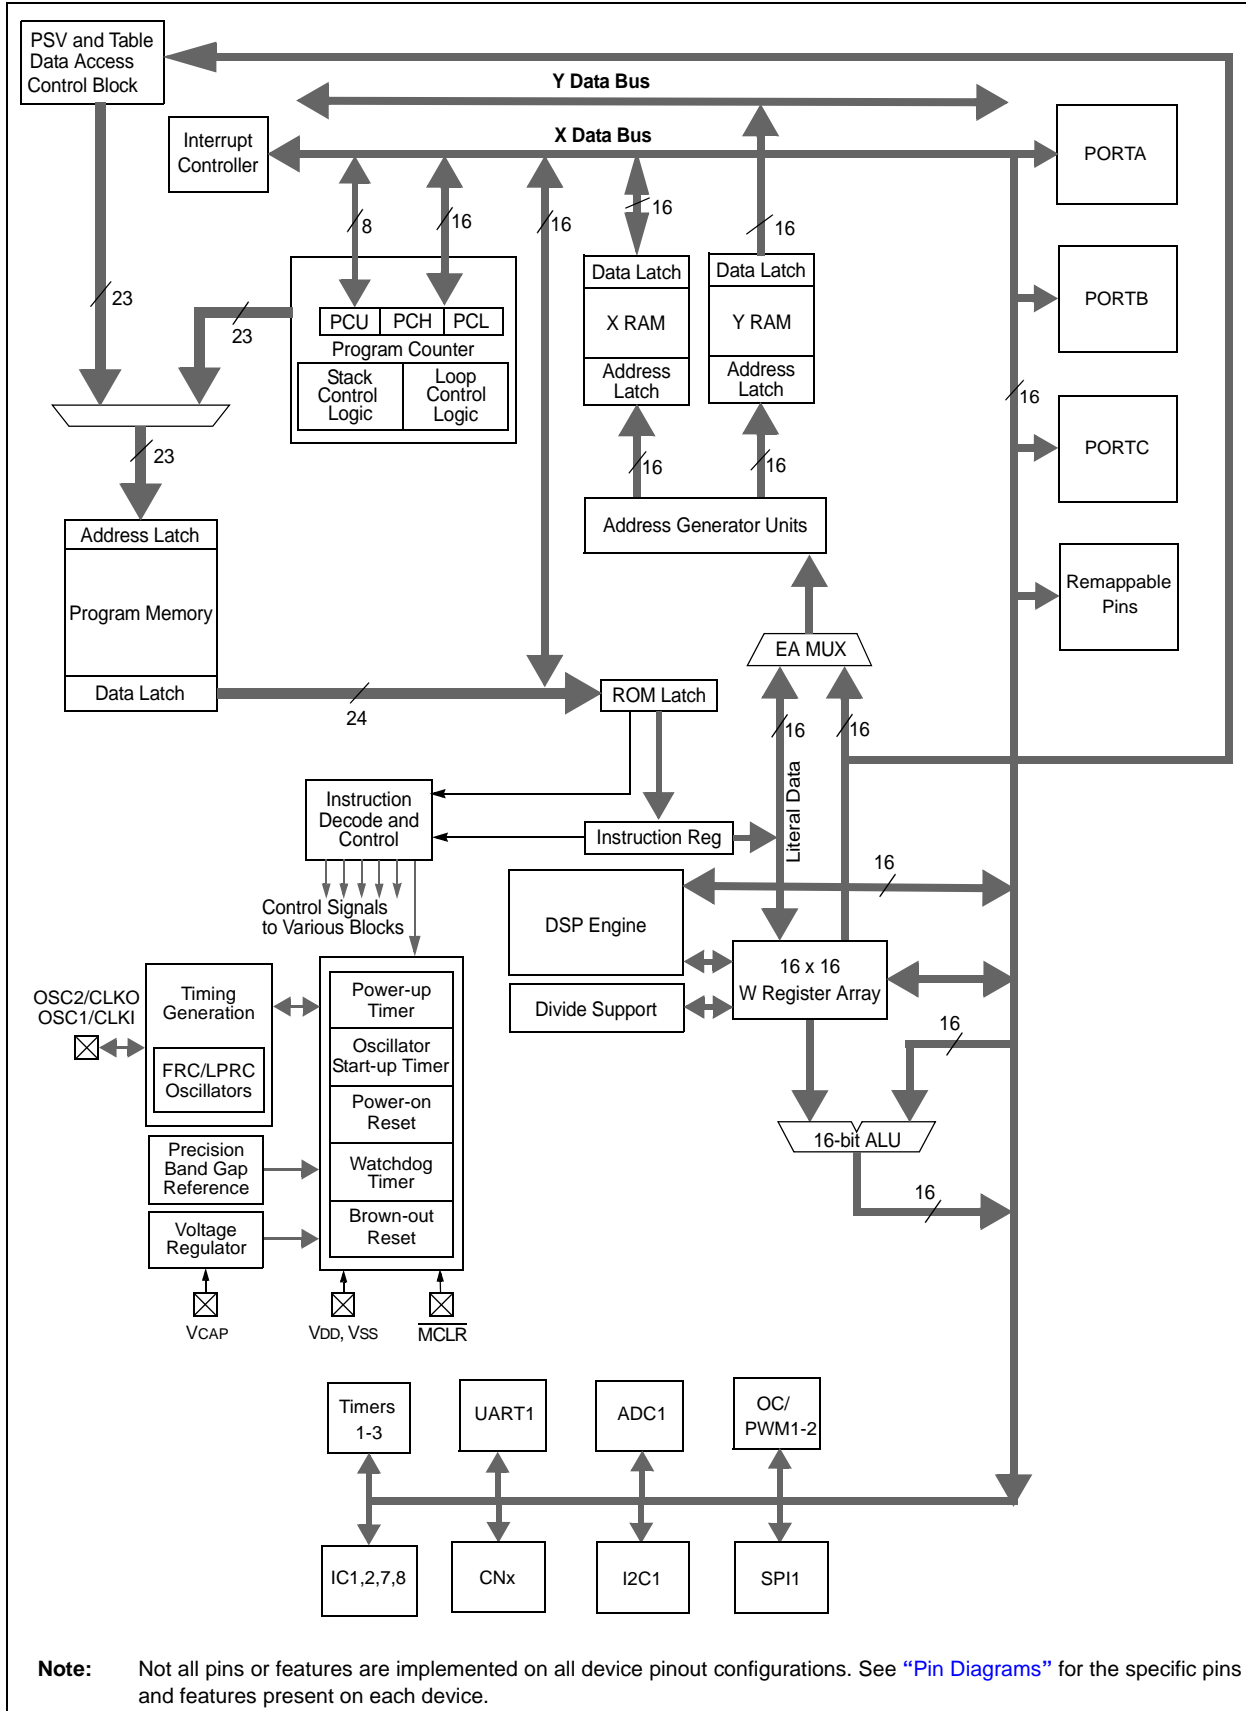 PSV and Table
Data Access
Control Block
Y Data Bus
X Data Bus
Interrupt
Controller
PORTA
8
16
16
16
16
Data Latch
X RAM
Address
Latch
Data Latch
Y RAM
Address
Latch
23
23
PCU
PCH
PCL
Program Counter
Stack
Control
Logic
Loop
Control
Logic
PORTB
16
PORTC
23
16
16
Address Latch
Program Memory
Data Latch
Address Generator Units
Remappable
Pins
EA MUX
24
ROM Latch
16
16
Literal Data
Instruction
Decode and
Control
Instruction Reg
Control Signals
to Various Blocks
16
DSP Engine
16 x 16
W Register Array
Divide Support
OSC2/CLKO
OSC1/CLKI
Timing
Generation
FRC/LPRC
Oscillators
Power-up
Timer
Oscillator
Start-up Timer
Power-on
Reset
Watchdog
Timer
Brown-out
Reset
16
16-bit ALU
16
Precision
Band Gap
Reference
Voltage
Regulator
VCAP
VDD, VSS
MCLR
Timers
1-3
UART1
ADC1
OC/
PWM1-2
IC1,2,7,8
CNx
I2C1
SPI1
Note: Not all pins or features are implemented on all device pinout configurations. See “Pin Diagrams” for the specific pins
and features present on each device.